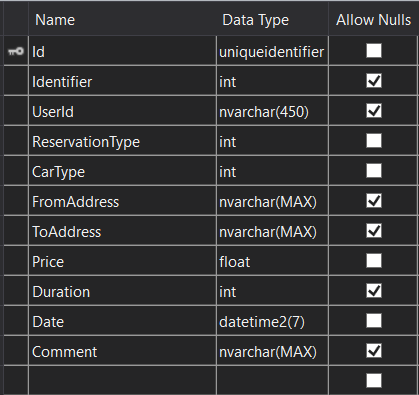 Name Data Type Allow Nulls
Id uniqueidentifier
Identifier int
UserId nvarchar(450)
ReservationType int
CarType int
FromAddress nvarchar(MAX)
ToAddress nvarchar(MAX)
Price float
Duration int
Date datetime2(7)
Comment nvarchar(MAX)